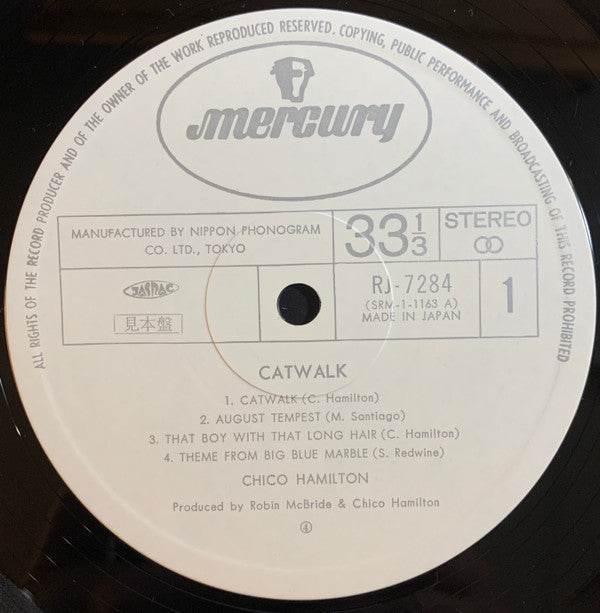 ALL RIGHTS OF THE RECORD PRODUCER AND OF THE OWNER OF THE WORK REPRODUCED RESERVED. COPYING, PUBLIC PERFORMANCE AND BROADCASTING OF THIS RECORD PROHIBITED
mercury
MANUFACTURED BY NIPPON PHONOGRAM
CO. LTD., TOKYO
33 1/3
STEREO
JASRAC
見本盤
RJ-7284
(SRM-1-1163 A)
MADE IN JAPAN
1
CATWALK
1. CATWALK (C. Hamilton)
2. AUGUST TEMPEST (M. Santiago)
3. THAT BOY WITH THAT LONG HAIR (C. Hamilton)
4. THEME FROM BIG BLUE MARBLE (S. Redwine)
CHICO HAMILTON
Produced by Robin McBride & Chico Hamilton
④